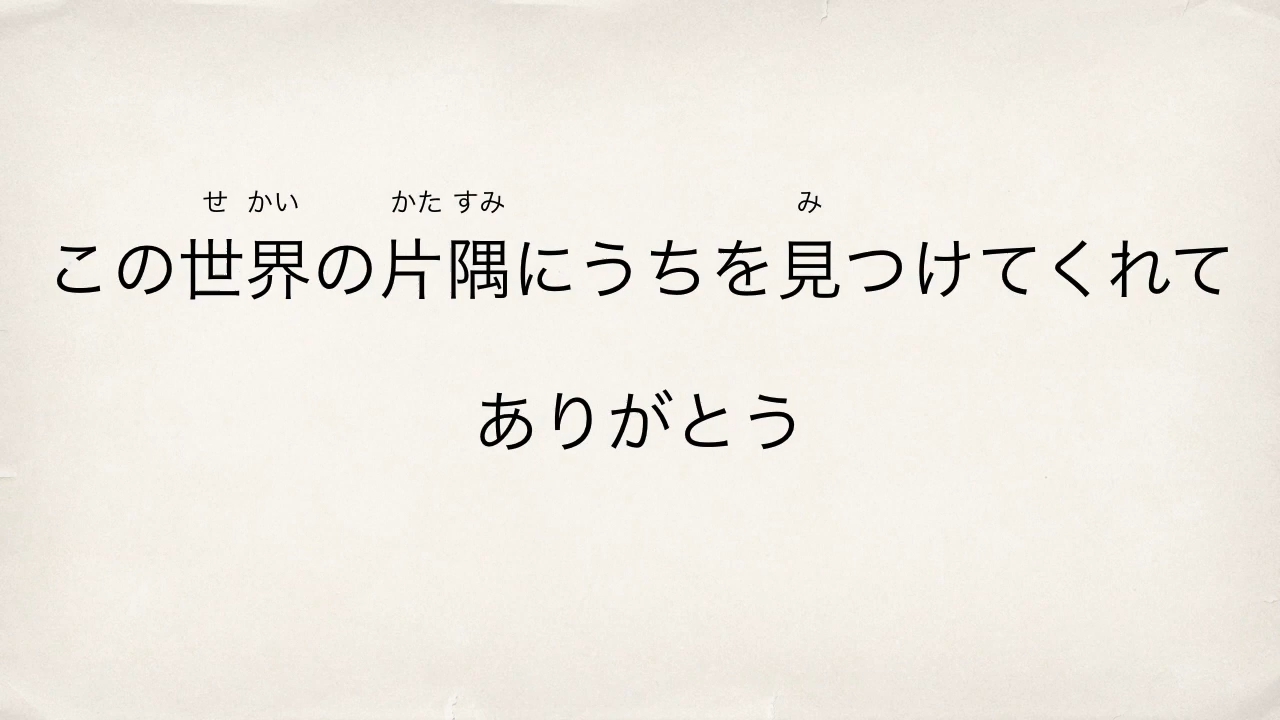 せ かい かた すみ み
この世界の片隅にうちを見つけてくれて
ありがとう